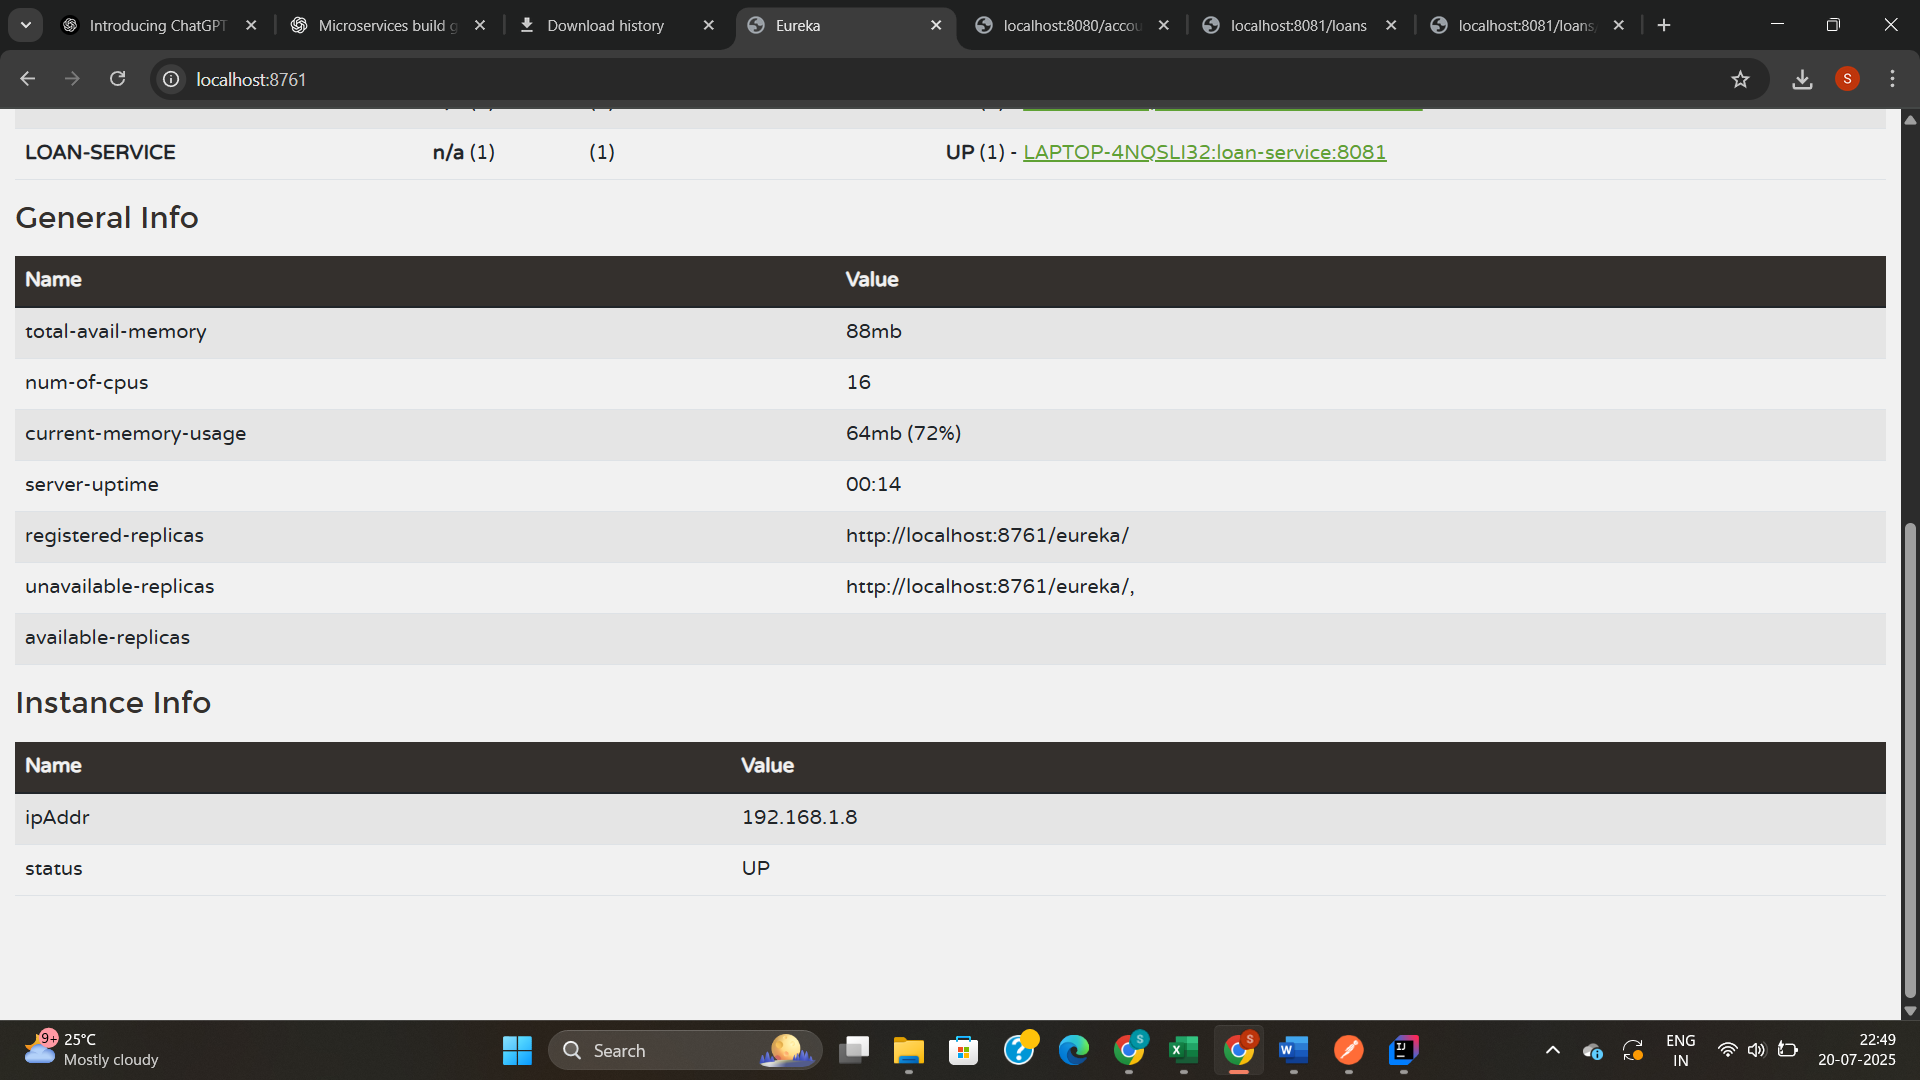 Introducing ChatGPT
Microservices build g
Download history
Eureka
localhost:8080/accou
localhost:8081/loans
localhost:8081/loans/
localhost:8761
S
LOAN-SERVICE n/a (1) (1) UP (1) - LAPTOP-4NQSLI32:loan-service:8081
General Info
Name Value
total-avail-memory 88mb
num-of-cpus 16
current-memory-usage 64mb (72%)
server-uptime 00:14
registered-replicas http://localhost:8761/eureka/
unavailable-replicas http://localhost:8761/eureka/,
available-replicas
Instance Info
Name Value
ipAddr 192.168.1.8
status UP
9+
25°C
Mostly cloudy
Search
S
S
ENG
IN
22:49
20-07-2025